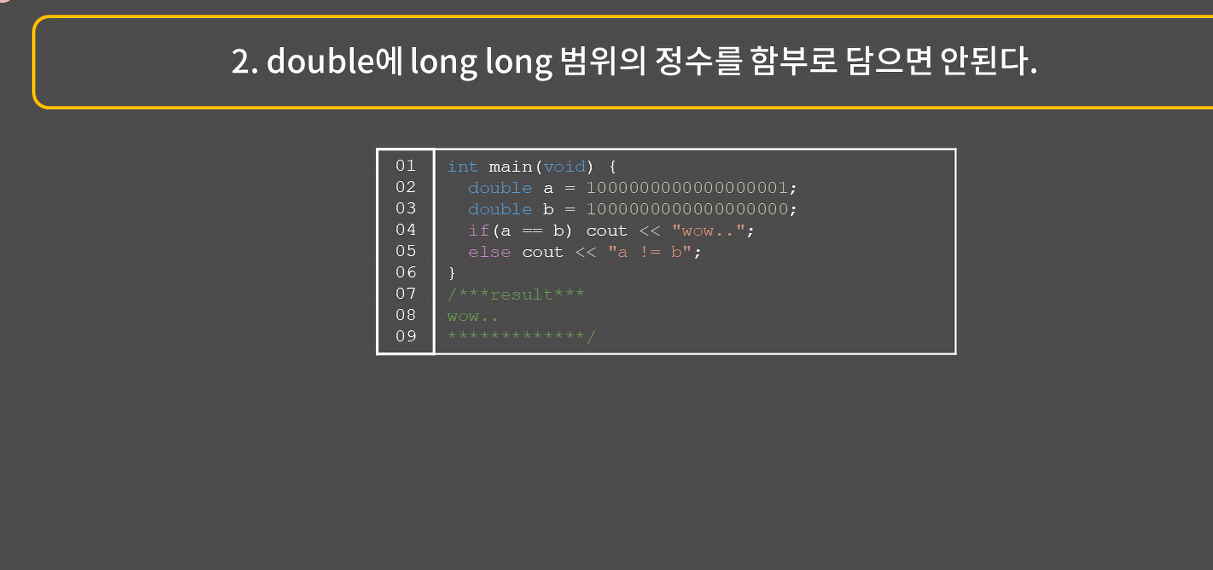 2. double에 long long 범위의 정수를 함부로 담으면 안된다.
01 int main(void) {
02 double a = 1000000000000000001;
03 double b = 1000000000000000000;
04 if(a == b) cout << "wow..";
05 else cout << "a != b";
06 }
07 /***result***
08 wow..
09 *************/